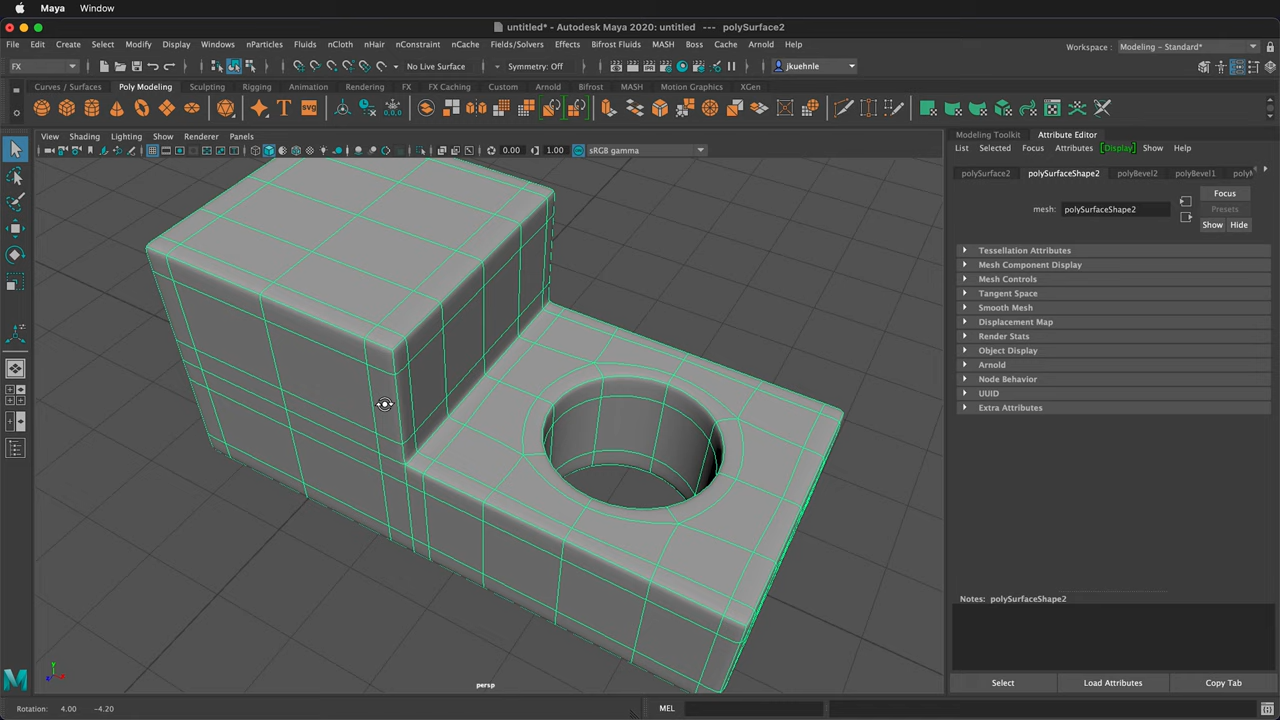 Maya Window
untitled* - Autodesk Maya 2020: untitled --- polySurface2
File Edit Create Select Modify Display Windows nParticles Fluids nCloth nHair nConstraint nCache Fields/Solvers Effects Bifrost Fluids MASH Boss Cache Arnold Help
Workspace : Modeling - Standard*
FX No Live Surface Symmetry: Off jkuehnle
Curves / Surfaces Poly Modeling Sculpting Rigging Animation Rendering FX FX Caching Custom Arnold Bifrost MASH Motion Graphics XGen
T SVG 0,0,0
View Shading Lighting Show Renderer Panels
0.00 1.00 sRGB gamma
Modeling Toolkit Attribute Editor
List Selected Focus Attributes Display Show Help
polySurface2 polySurfaceShape2 polyBevel2 polyBevel1
Focus
mesh: polySurfaceShape2
Presets
Show Hide
Tessellation Attributes
Mesh Component Display
Mesh Controls
Tangent Space
Smooth Mesh
Displacement Map
Render Stats
Object Display
Arnold
Node Behavior
UUID
Extra Attributes
Notes: polySurfaceShape2
Select Load Attributes Copy Tab
persp
Rotation: 4.00 -4.20
MEL